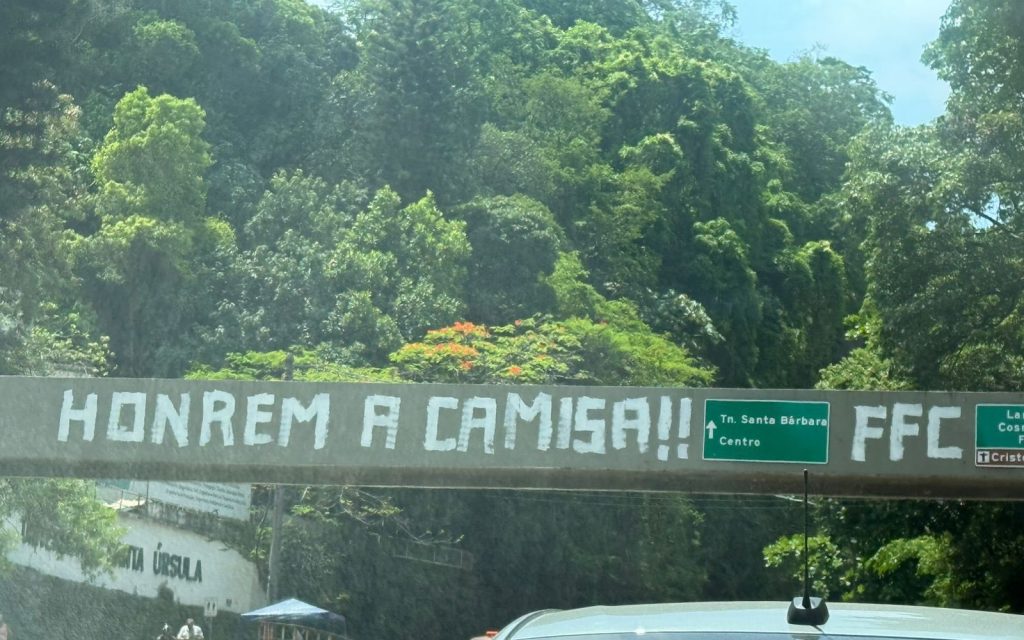 HONREM A CAMISA!!
Tn. Santa Bárbara
Centro
FFC
ÚRSULA